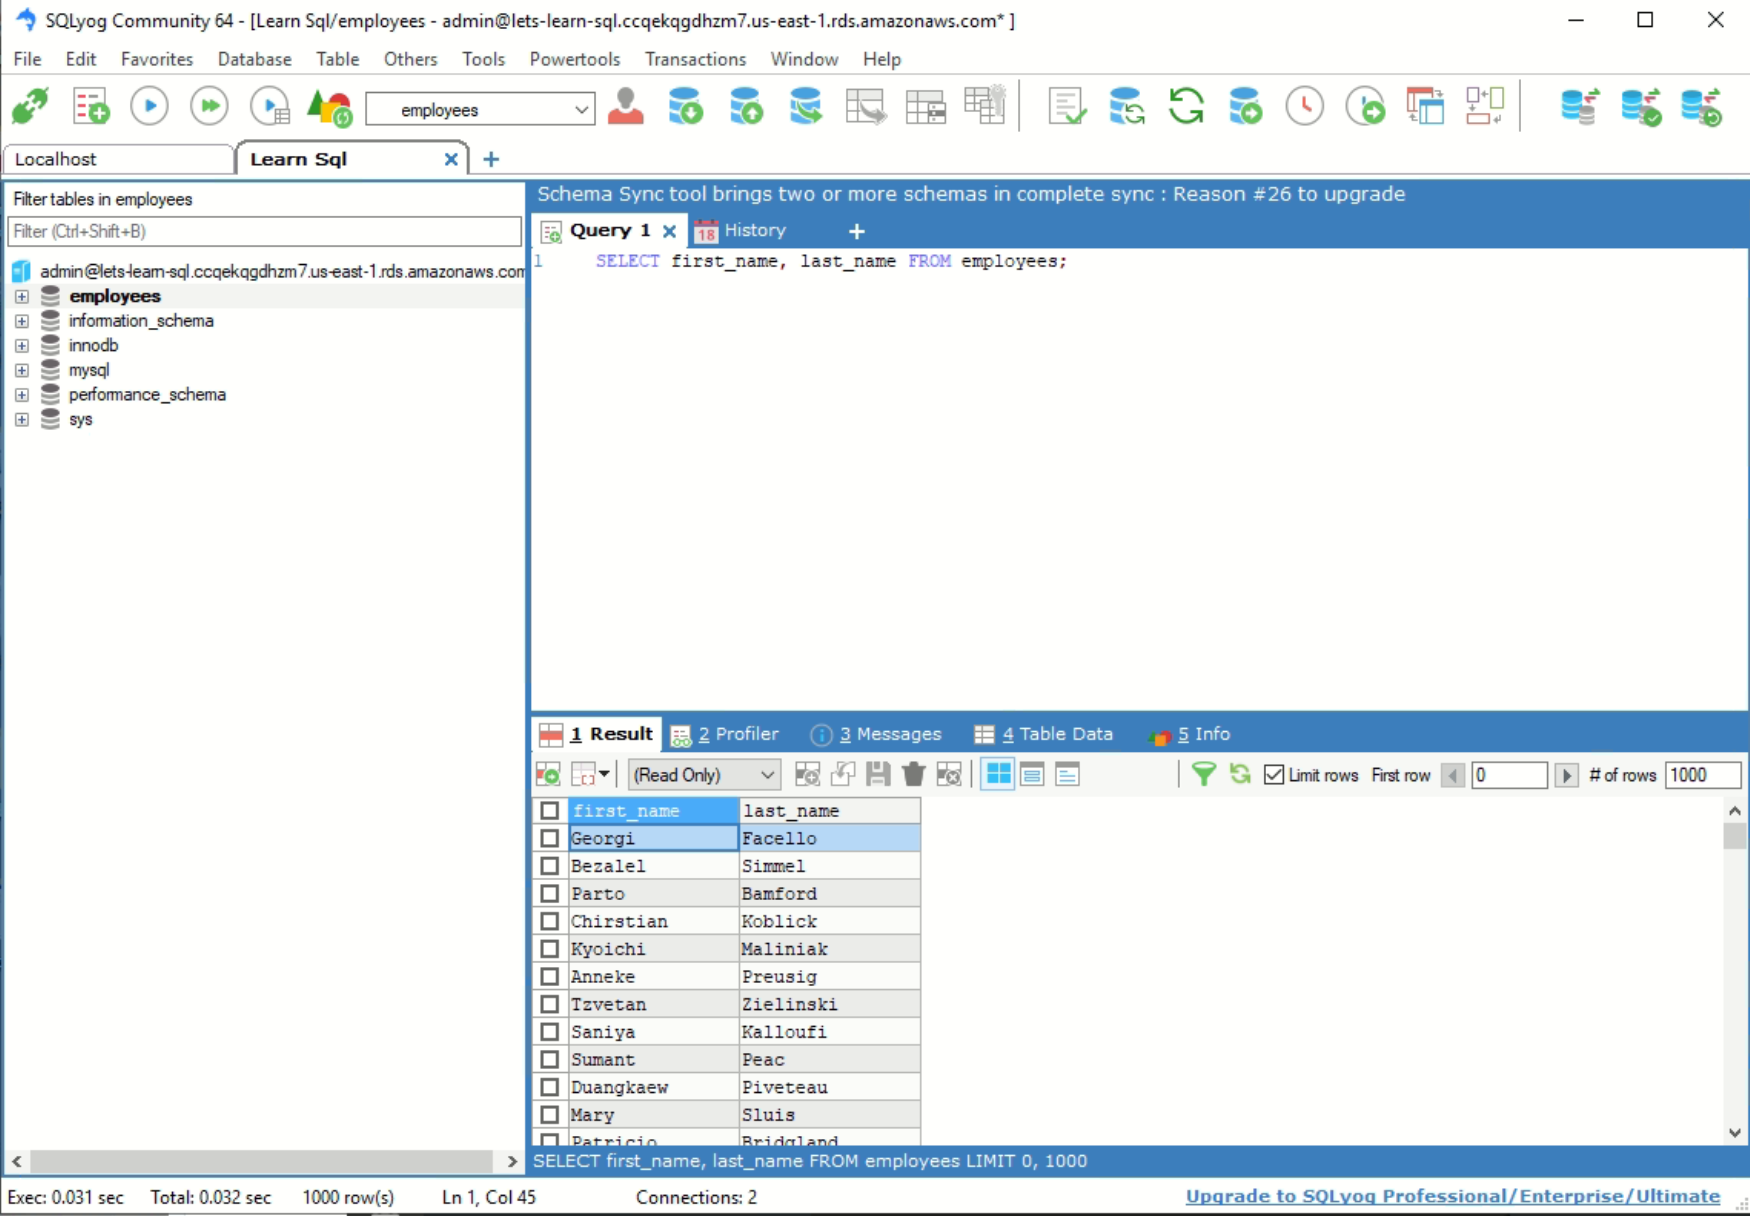 SQLyog Community 64 - [Learn Sql/employees - admin@lets-learn-sql.ccqekqgdhzm7.us-east-1.rds.amazonaws.com* ]
File Edit Favorites Database Table Others Tools Powertools Transactions Window Help
employees
Localhost Learn Sql
Filter tables in employees
Filter (Ctrl+Shift+B)
admin@lets-learn-sql.ccqekqgdhzm7.us-east-1.rds.amazonaws.com
employees
information_schema
innodb
mysql
performance_schema
sys
Schema Sync tool brings two or more schemas in complete sync : Reason #26 to upgrade
Query 1 18 History
1 SELECT first_name, last_name FROM employees;
1 Result 2 Profiler 3 Messages 4 Table Data 5 Info
(Read Only) Limit rows First row 0 # of rows 1000
first_name last_name
Georgi Facello
Bezalel Simmel
Parto Bamford
Chirstian Koblick
Kyoichi Maliniak
Anneke Preusig
Tzvetan Zielinski
Saniya Kalloufi
Sumant Peac
Duangkaew Piveteau
Mary Sluis
Patricio Bridgland
SELECT first_name, last_name FROM employees LIMIT 0, 1000
Exec: 0.031 sec Total: 0.032 sec 1000 row(s) Ln 1, Col 45 Connections: 2 Upgrade to SQLyog Professional/Enterprise/Ultimate